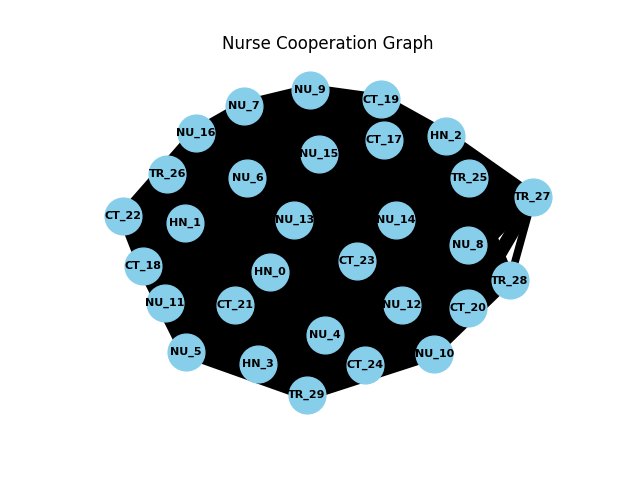 Nurse Cooperation Graph
NU_9
CT_19
NU_7
NU_16
HN_2
CT_17
NU_15
TR_26
NU_6
TR_25
TR_27
CT_22
HN_1
NU_13
NU_14
NU_8
CT_18
HN_0
CT_23
TR_28
NU_11
CT_21
NU_12
CT_20
NU_4
NU_5
HN_3
CT_24
NU_10
TR_29